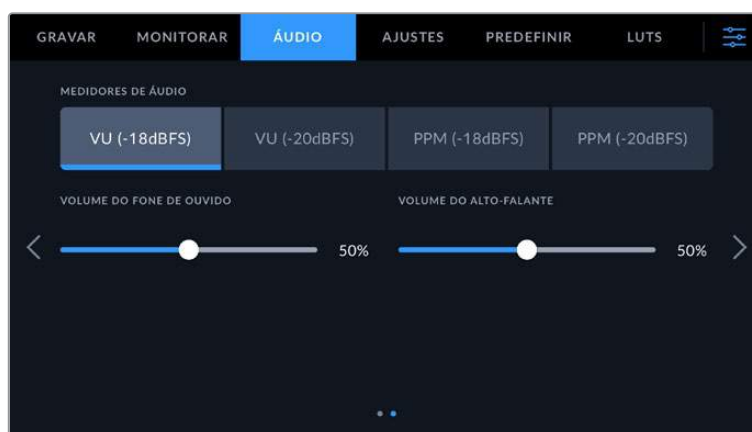 GRAVAR MONITORAR ÁUDIO AJUSTES PREDEFINIR LUTS
MEDIDORES DE ÁUDIO
VU (-18dBFS) VU (-20dBFS) PPM (-18dBFS) PPM (-20dBFS)
VOLUME DO FONE DE OUVIDO VOLUME DO ALTO-FALANTE
50% 50%